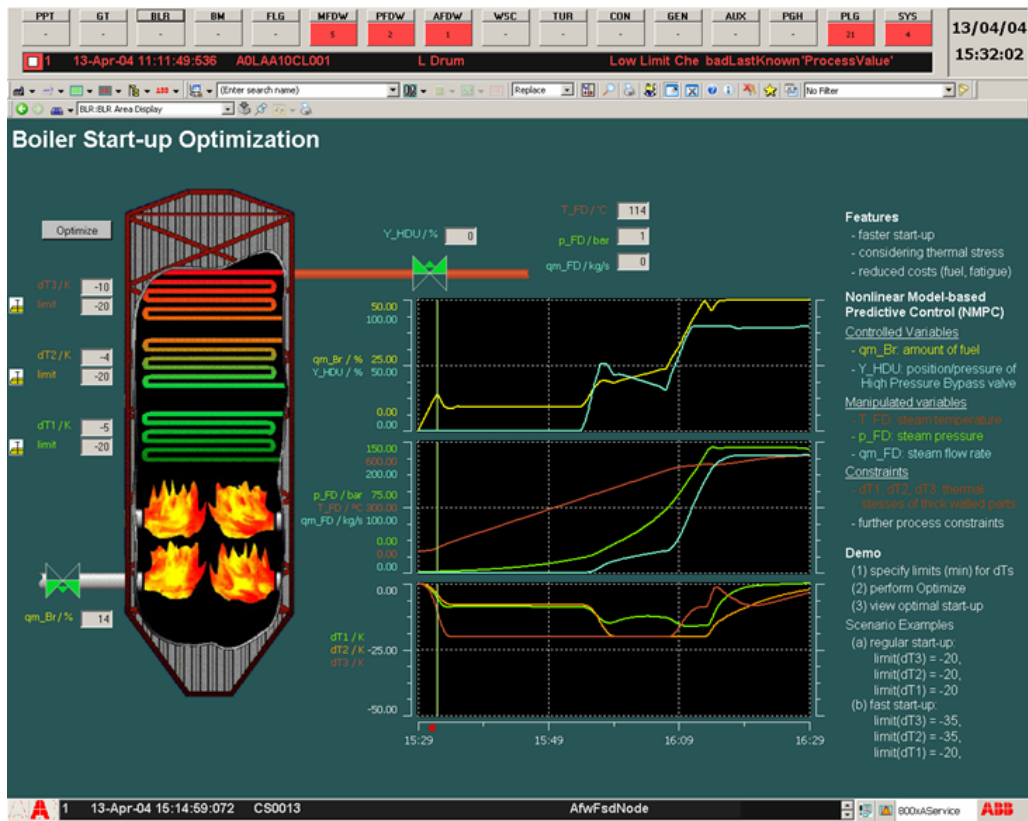 PPT GT BLR BM FLG MFDW PFDW AFDW WSC TUR CON GEN AUX PGH PLG SYS
- - - - - 5 2 1 - - - - - - 21 4
13/04/04
15:32:02
1 13-Apr-04 11:11:49:536 A0LAA10CL001 L Drum Low Limit Che badLastKnown'ProcessValue'
(Enter search name) Replace No Filter
BLR:BLR Area Display
Boiler Start-up Optimization
Optimize
T_FD / °C 114
Y_HDU / % 0
p_FD / bar 1
qm_FD / kg/s 0
dT3 / K -10
limit -20
dT2 / K -4
limit -20
dT1 / K -5
limit -20
qm_Br / % 14
50.00
100.00
qm_Br / % 25.00
Y_HDU / % 50.00
0.00
0.00
150.00
600.00
200.00
p_FD / bar 75.00
T_FD / °C 300.00
qm_FD / kg/s 100.00
0.00
0.00
0.00
0.00
dT1 / K
dT2 / K -25.00
dT3 / K
-50.00
15:29 15:49 16:09 16:29
Features
- faster start-up
- considering thermal stress
- reduced costs (fuel, fatigue)
Nonlinear Model-based
Predictive Control (NMPC)
Controlled Variables
- qm_Br: amount of fuel
- Y_HDU: position/pressure of
High Pressure Bypass valve
Manipulated variables
- T_FD: steam temperature
- p_FD: steam pressure
- qm_FD: steam flow rate
Constraints
- dT1, dT2, dT3: thermal
stesses of thick walled parts
- further process constraints
Demo
(1) specify limits (min) for dTs
(2) perform Optimize
(3) view optimal start-up
Scenario Examples
(a) regular start-up:
limit(dT3) = -20,
limit(dT2) = -20,
limit(dT1) = -20
(b) fast start-up:
limit(dT3) = -35,
limit(dT2) = -35,
limit(dT1) = -20,
1 13-Apr-04 15:14:59:072 CS0013 AfwFsdNode
800xAService
ABB